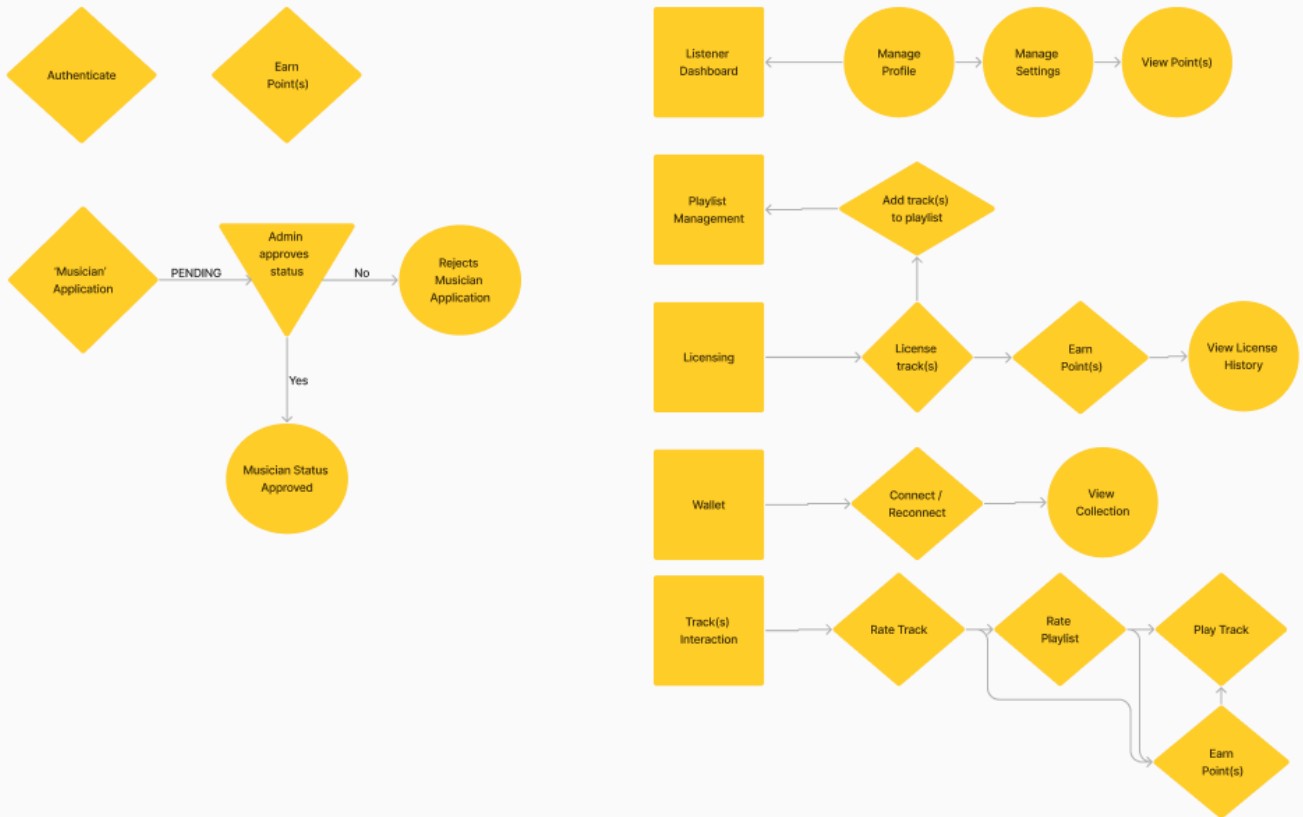 Authenticate
Earn
Point(s)
'Musician'
Application
PENDING
Admin
approves
status
No
Rejects
Musician
Application
Yes
Musician Status
Approved
Listener
Dashboard
Manage
Profile
Manage
Settings
View Point(s)
Playlist
Management
Add track(s)
to playlist
Licensing
License
track(s)
Earn
Point(s)
View License
History
Wallet
Connect /
Reconnect
View
Collection
Track(s)
Interaction
Rate Track
Rate
Playlist
Play Track
Earn
Point(s)